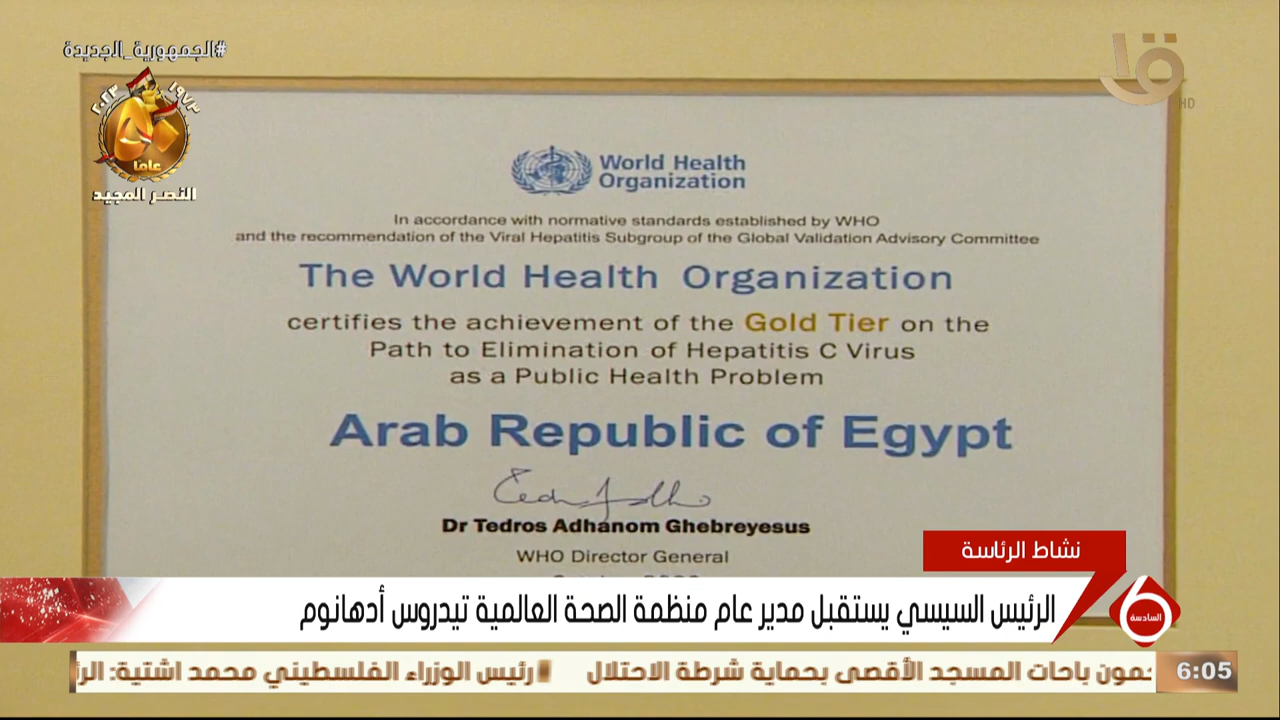 #الجمهورية_الجديدة
HD
١٩٧٣
٢٠٢٣
٥٠
عاما
النصر المجيد
World Health
Organization
In accordance with normative standards established by WHO
and the recommendation of the Viral Hepatitis Subgroup of the Global Validation Advisory Committee
The World Health Organization
certifies the achievement of the Gold Tier on the
Path to Elimination of Hepatitis C Virus
as a Public Health Problem
Arab Republic of Egypt
Dr Tedros Adhanom Ghebreyesus
WHO Director General
نشاط الرئاسة
الرئيس السيسي يستقبل مدير عام منظمة الصحة العالمية تيدروس أدهانوم
6
السادسة
باحات المسجد الأقصى بحماية شرطة الاحتلال رئيس الوزراء الفلسطيني محمد اشتية:
6:05